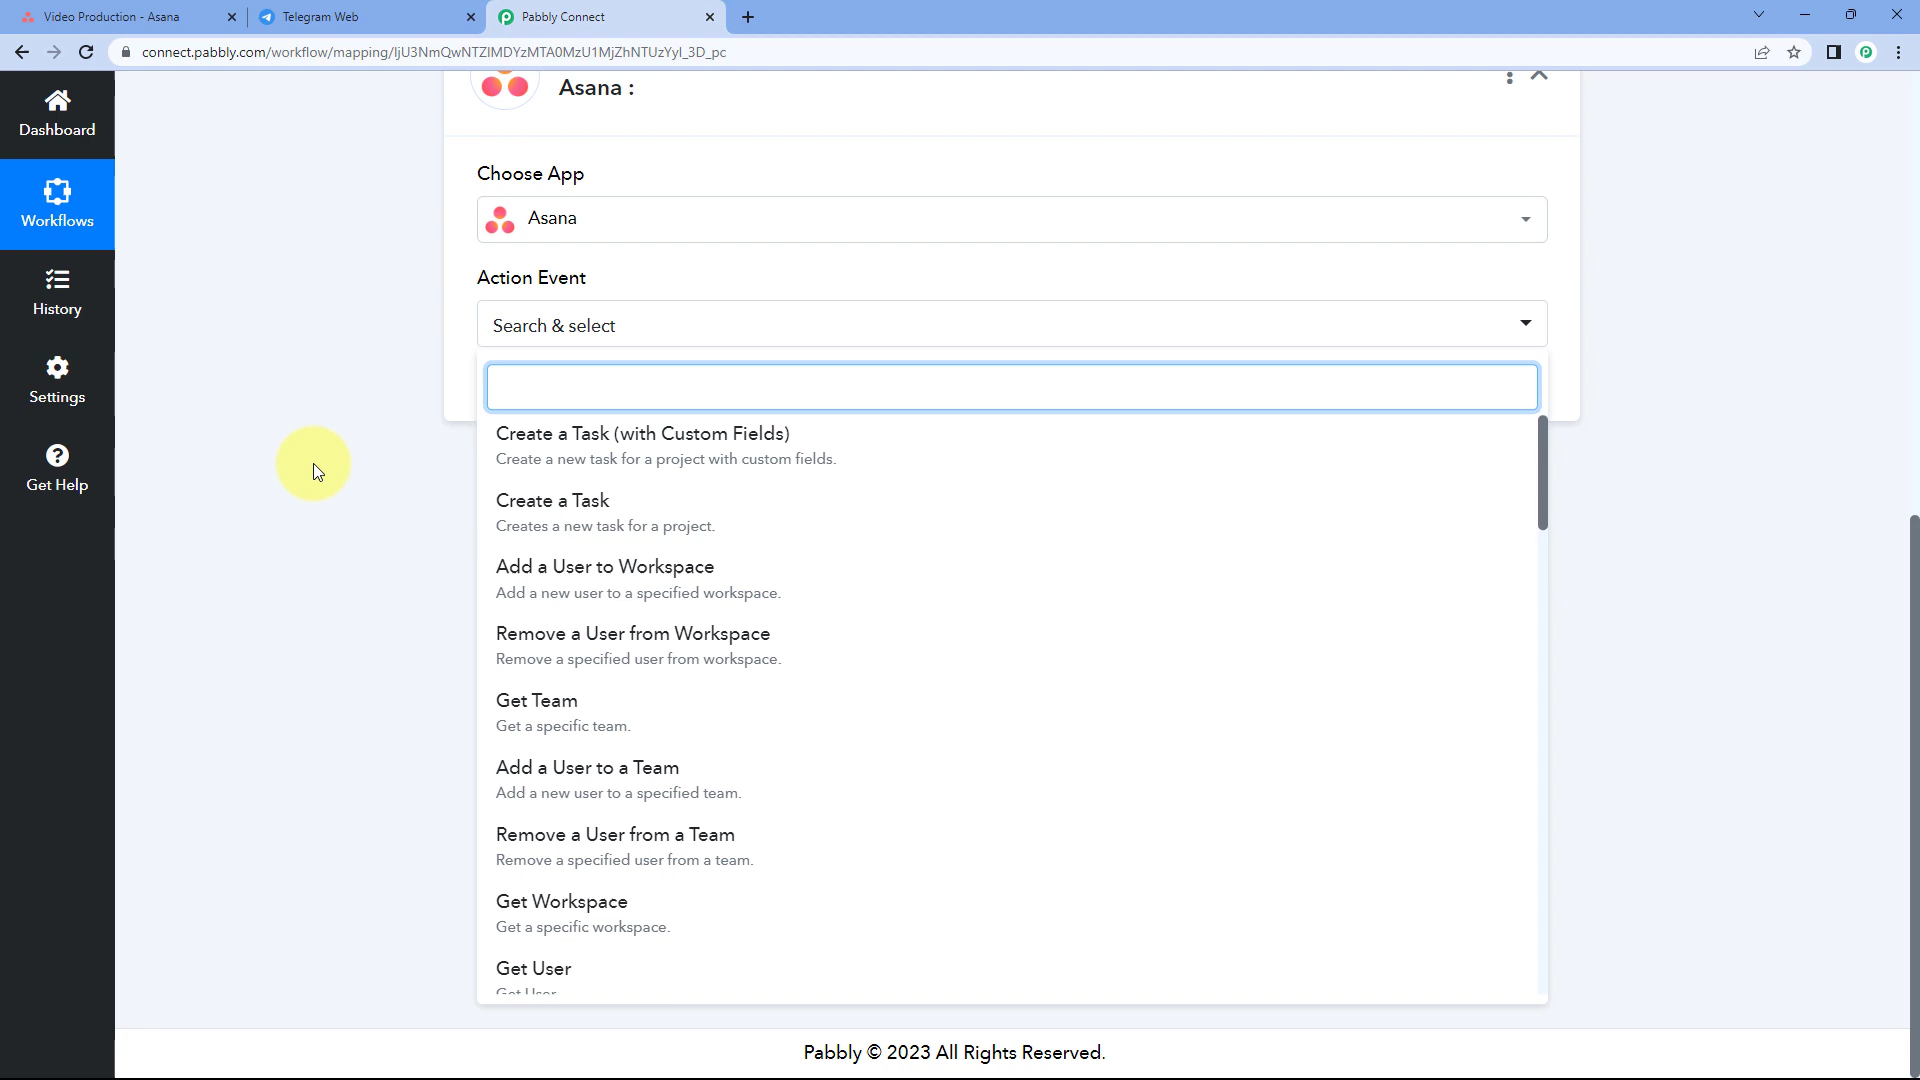 Video Production - Asana
Telegram Web
Pabbly Connect
connect.pabbly.com/workflow/mapping/IjU3NmQwNTZlMDYzMTA0MzU1MjZhNTUzYyI_3D_pc
Asana :
Dashboard
Workflows
History
Settings
Get Help
Choose App
Asana
Action Event
Search & select
Create a Task (with Custom Fields)
Create a new task for a project with custom fields.
Create a Task
Creates a new task for a project.
Add a User to Workspace
Add a new user to a specified workspace.
Remove a User from Workspace
Remove a specified user from workspace.
Get Team
Get a specific team.
Add a User to a Team
Add a new user to a specified team.
Remove a User from a Team
Remove a specified user from a team.
Get Workspace
Get a specific workspace.
Get User
Get User
Pabbly © 2023 All Rights Reserved.